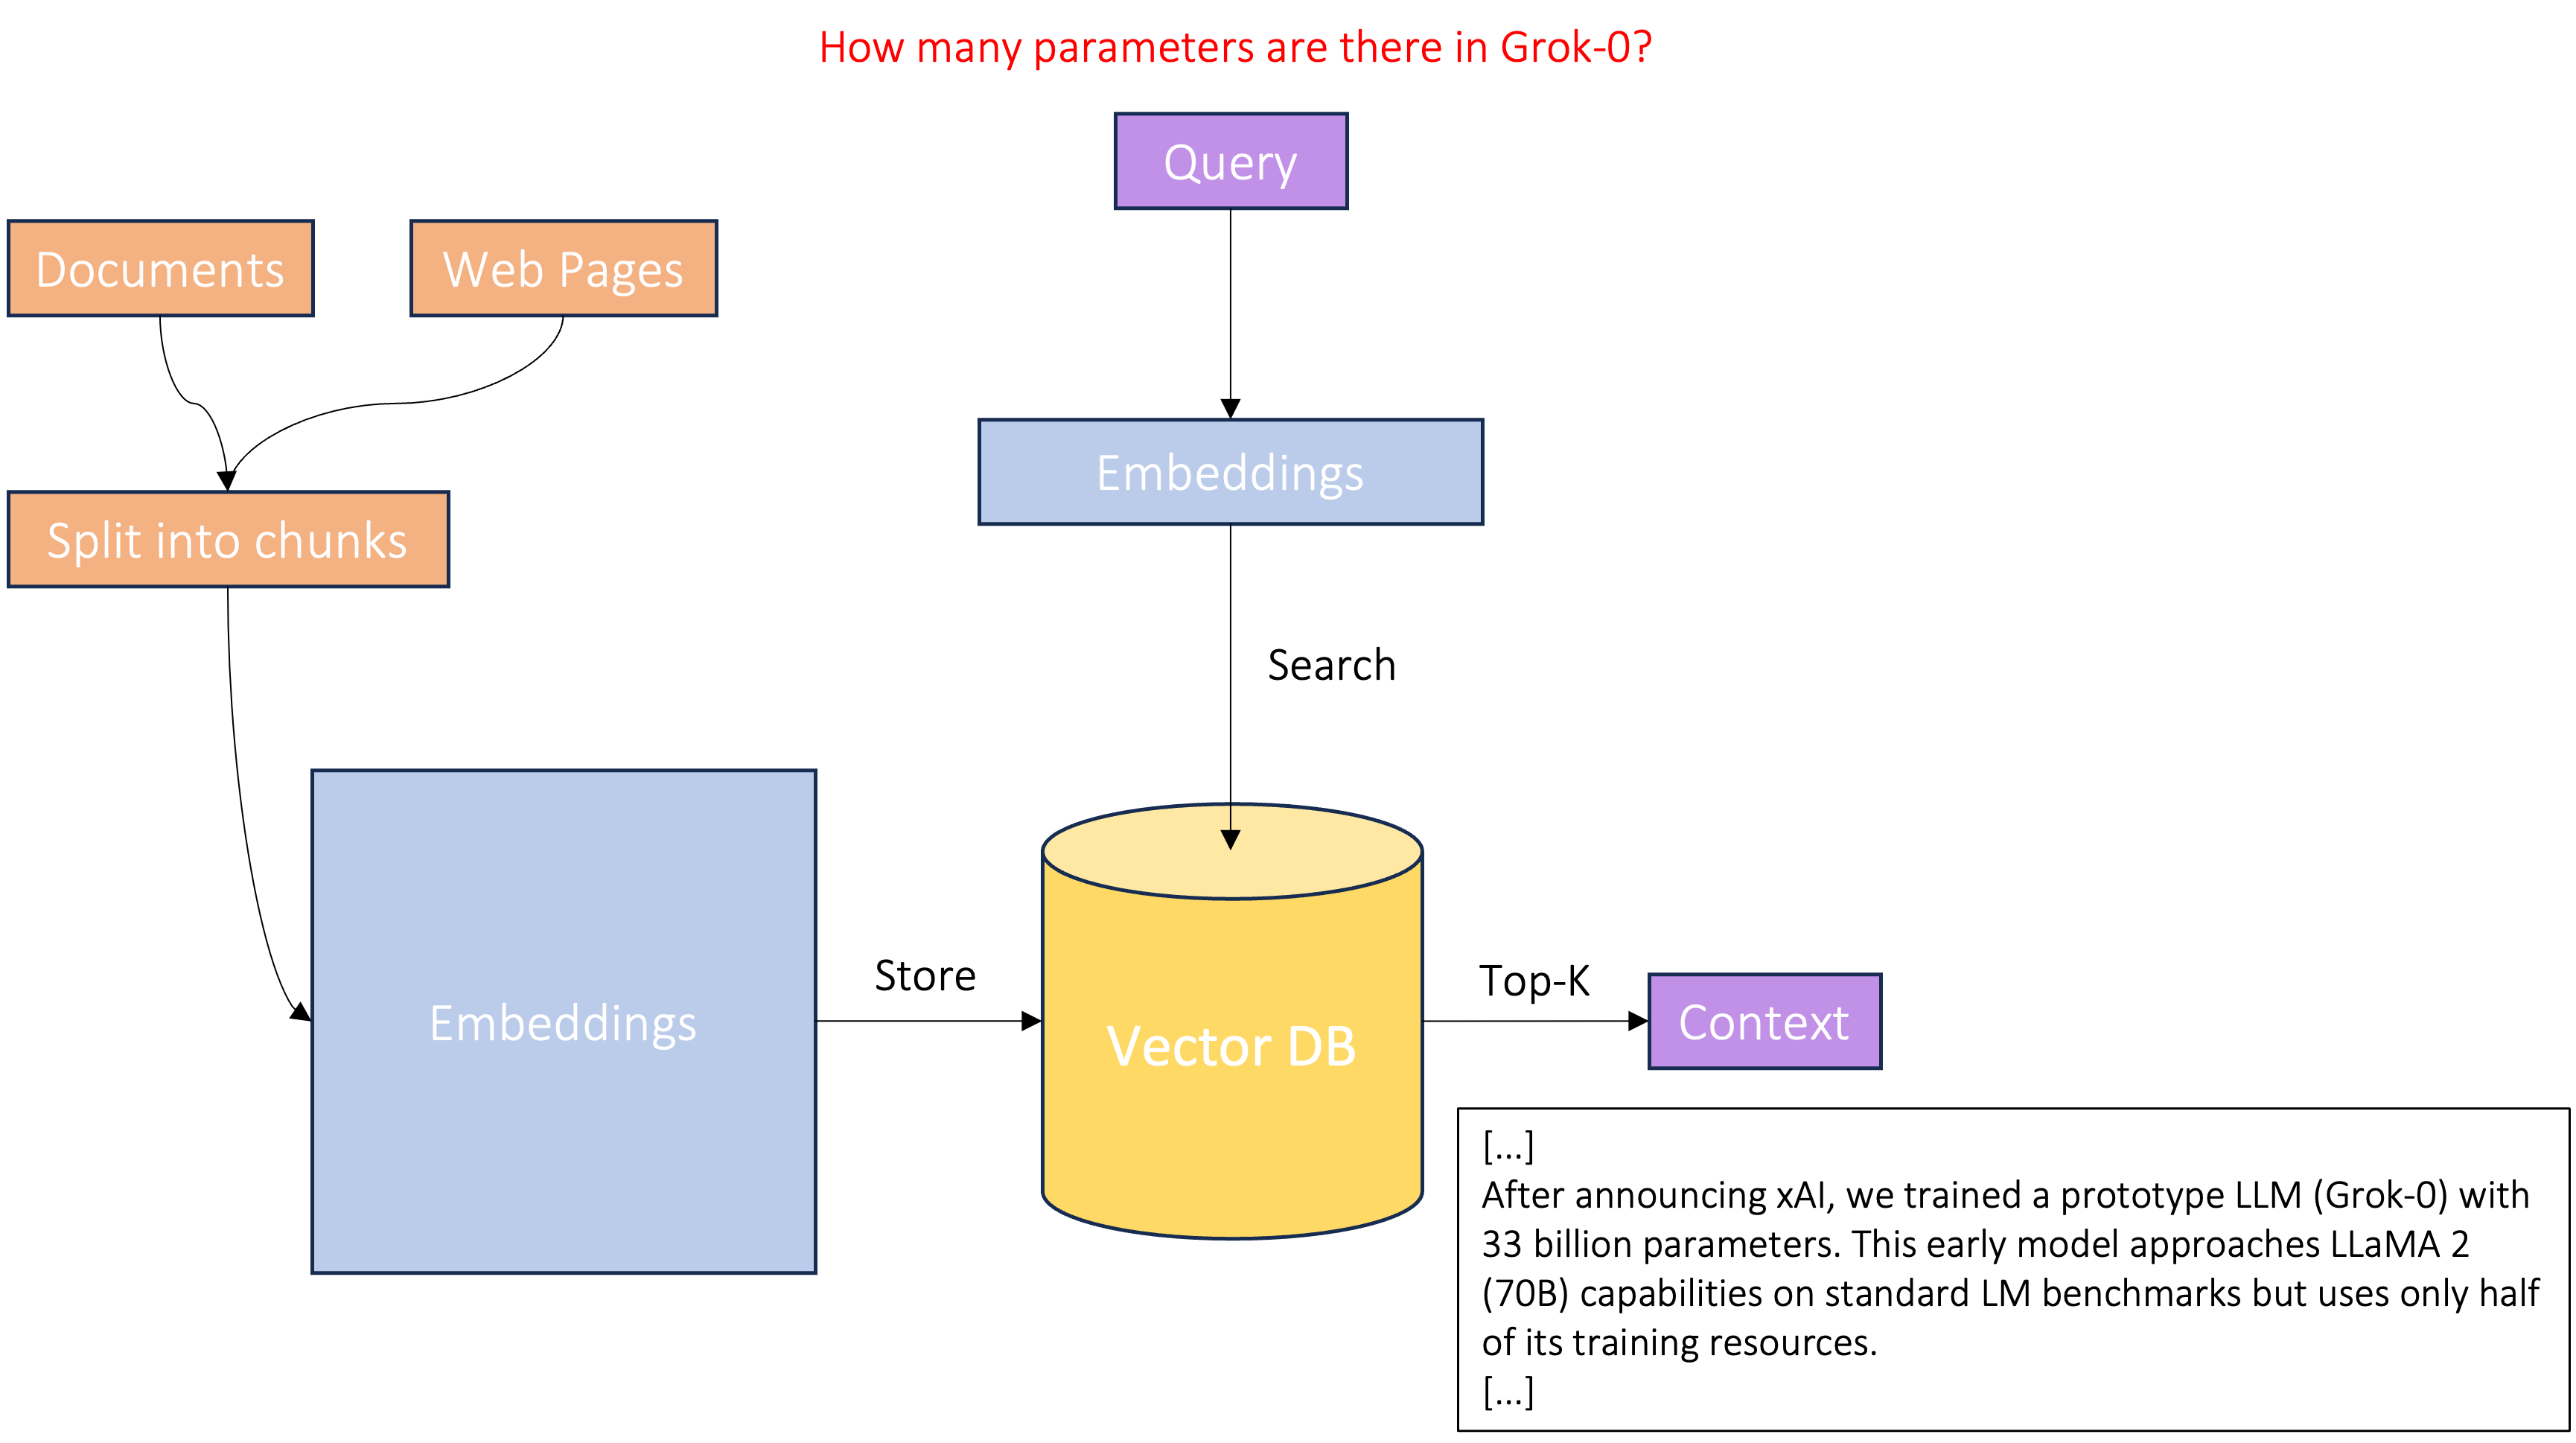 How many parameters are there in Grok-0?
Query
Documents
Web Pages
Embeddings
Split into chunks
Search
Embeddings
Store
Vector DB
Top-K
Context
[...]
After announcing xAI, we trained a prototype LLM (Grok-0) with
33 billion parameters. This early model approaches LLaMA 2
(70B) capabilities on standard LM benchmarks but uses only half
of its training resources.
[...]